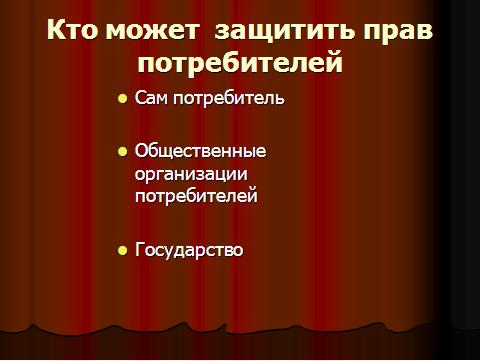 Кто может  защитить прав
потребителей
Сам потребитель
Общественные
организации
потребителей
Государство